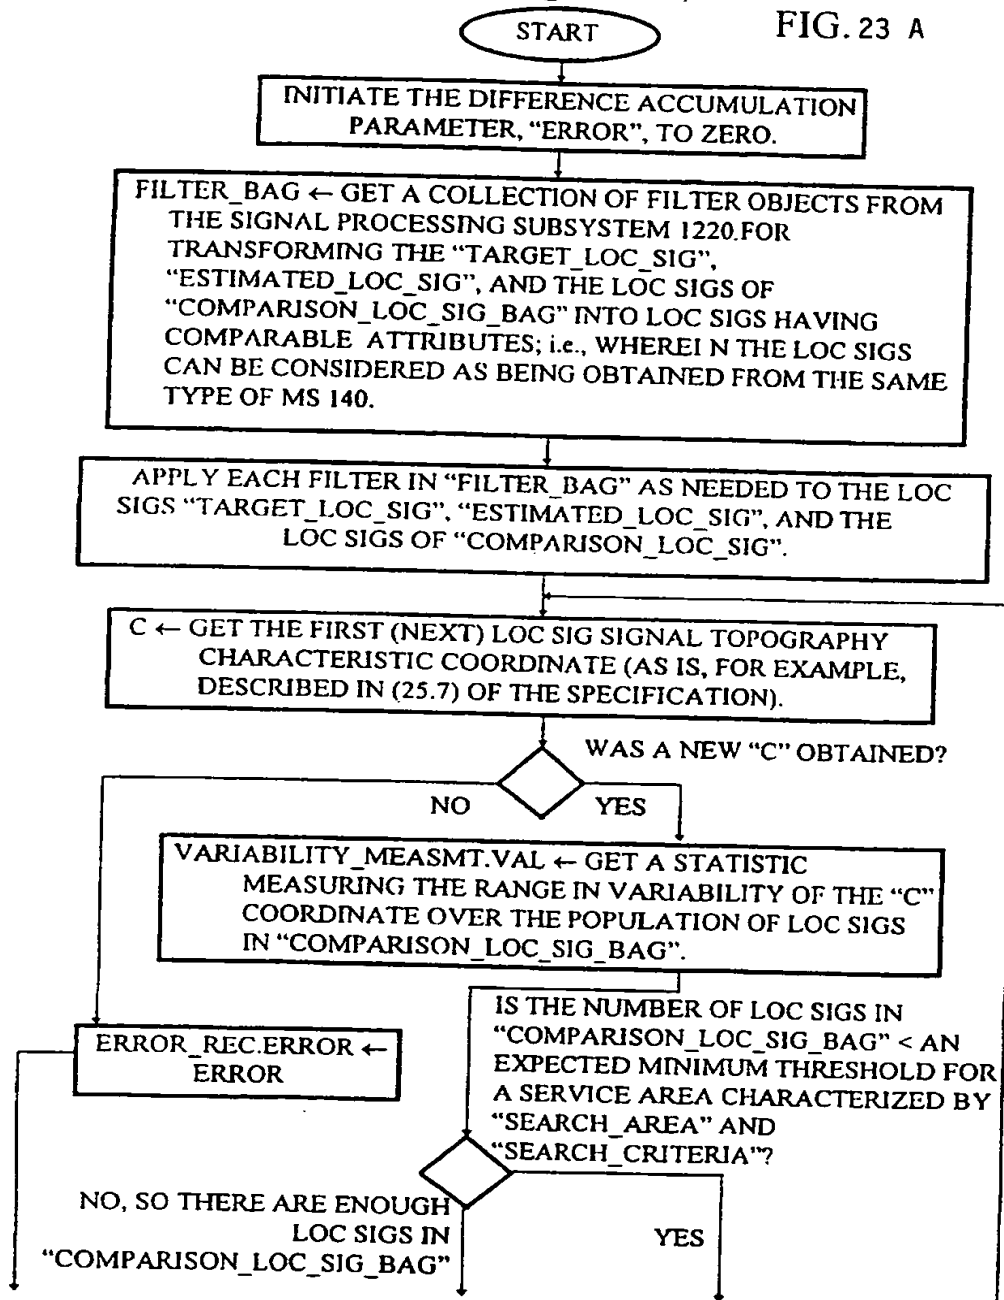 START
FIG. 23 A
INITIATE THE DIFFERENCE ACCUMULATION
PARAMETER, "ERROR", TO ZERO.
FILTER_BAG ← GET A COLLECTION OF FILTER OBJECTS FROM
THE SIGNAL PROCESSING SUBSYSTEM 1220.FOR
TRANSFORMING THE "TARGET_LOC_SIG",
"ESTIMATED_LOC_SIG", AND THE LOC SIGS OF
"COMPARISON_LOC_SIG_BAG" INTO LOC SIGS HAVING
COMPARABLE ATTRIBUTES; i.e., WHEREI N THE LOC SIGS
CAN BE CONSIDERED AS BEING OBTAINED FROM THE SAME
TYPE OF MS 140.
APPLY EACH FILTER IN "FILTER_BAG" AS NEEDED TO THE LOC
SIGS "TARGET_LOC_SIG", "ESTIMATED_LOC_SIG", AND THE
LOC SIGS OF "COMPARISON_LOC_SIG".
C ← GET THE FIRST (NEXT) LOC SIG SIGNAL TOPOGRAPHY
CHARACTERISTIC COORDINATE (AS IS, FOR EXAMPLE,
DESCRIBED IN (25.7) OF THE SPECIFICATION).
WAS A NEW "C" OBTAINED?
NO
YES
VARIABILITY_MEASMT.VAL ← GET A STATISTIC
MEASURING THE RANGE IN VARIABILITY OF THE "C"
COORDINATE OVER THE POPULATION OF LOC SIGS
IN "COMPARISON_LOC_SIG_BAG".
ERROR_REC.ERROR ←
ERROR
IS THE NUMBER OF LOC SIGS IN
"COMPARISON_LOC_SIG_BAG" < AN
EXPECTED MINIMUM THRESHOLD FOR
A SERVICE AREA CHARACTERIZED BY
"SEARCH_AREA" AND
"SEARCH_CRITERIA"?
NO, SO THERE ARE ENOUGH
LOC SIGS IN
"COMPARISON_LOC_SIG_BAG"
YES